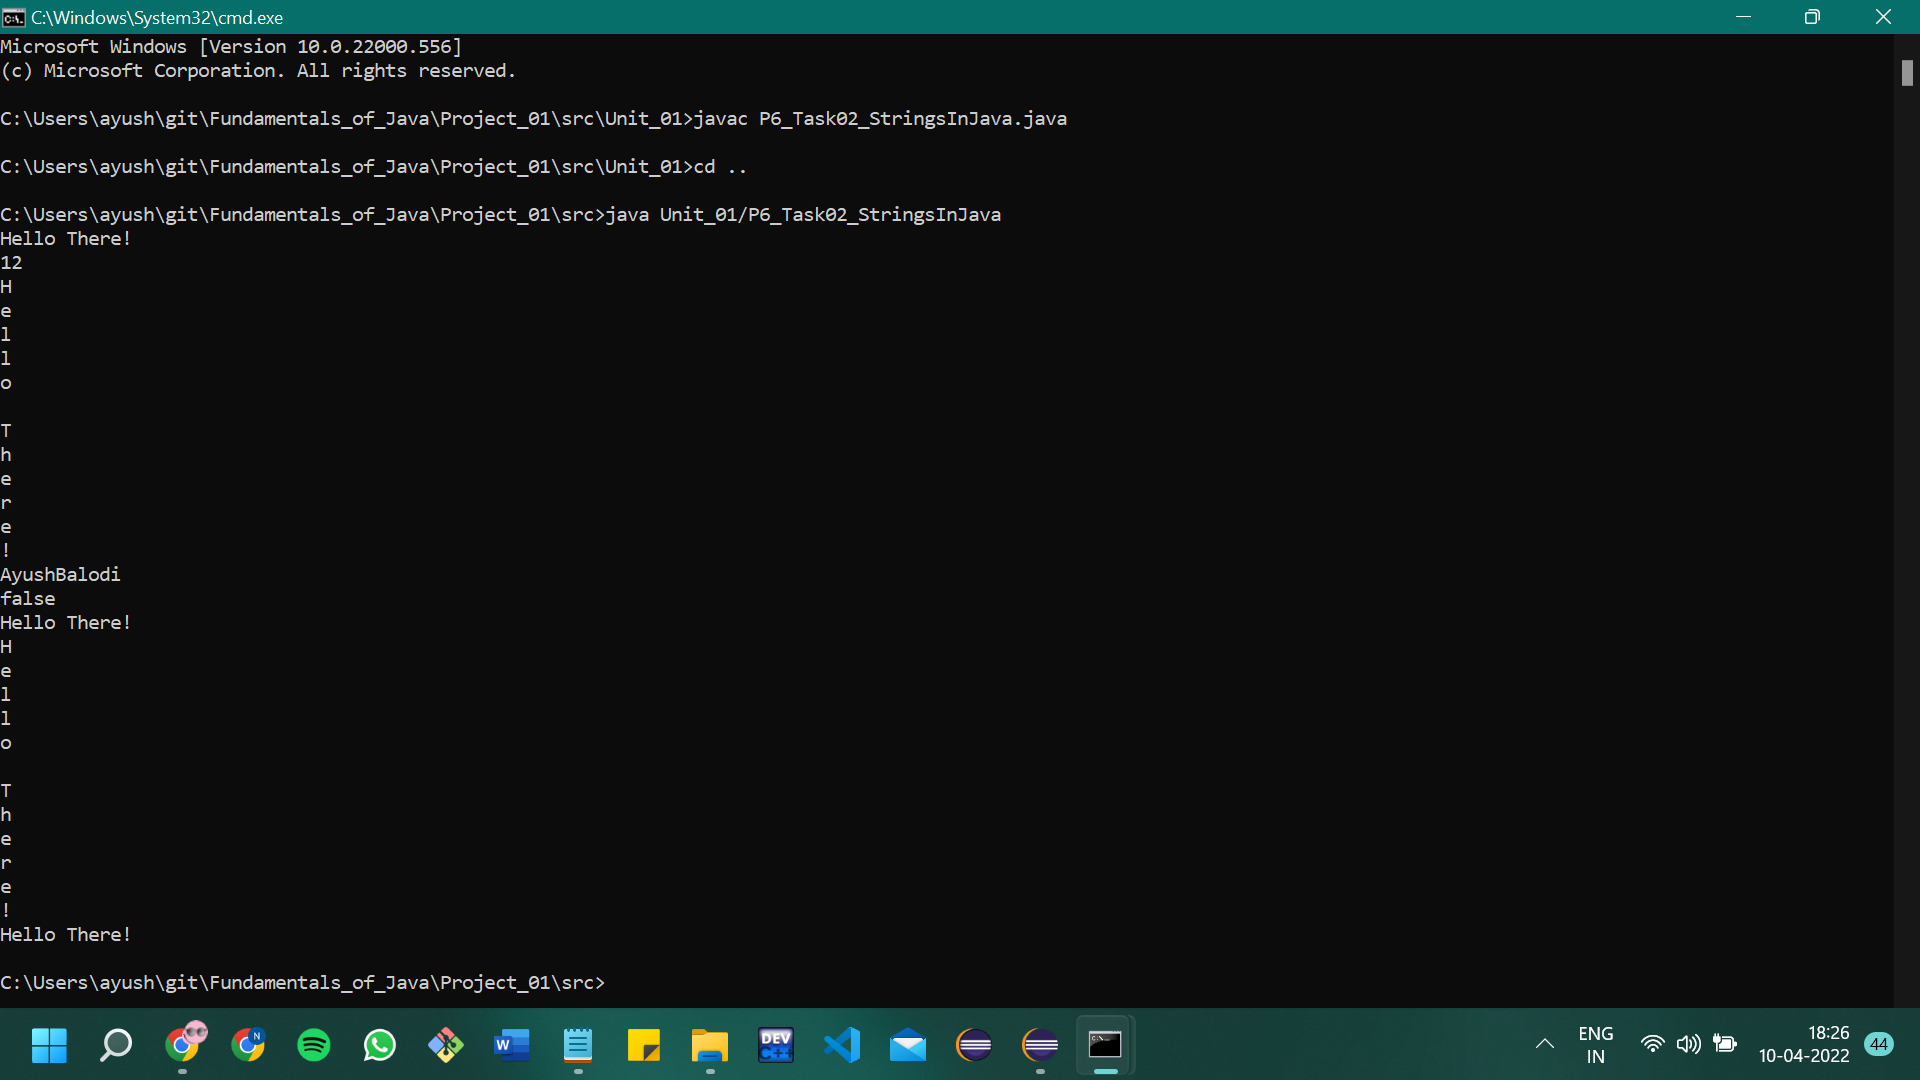 C:\Windows\System32\cmd.exe
Microsoft Windows [Version 10.0.22000.556]
(c) Microsoft Corporation. All rights reserved.
C:\Users\ayush\git\Fundamentals_of_Java\Project_01\src\Unit_01>javac P6_Task02_StringsInJava.java
C:\Users\ayush\git\Fundamentals_of_Java\Project_01\src\Unit_01>cd ..
C:\Users\ayush\git\Fundamentals_of_Java\Project_01\src>java Unit_01/P6_Task02_StringsInJava
Hello There!
12
H
e
l
l
o

T
h
e
r
e
!
AyushBalodi
false
Hello There!
H
e
l
l
o

T
h
e
r
e
!
Hello There!
C:\Users\ayush\git\Fundamentals_of_Java\Project_01\src>
N
W
DEV
C++
ENG
IN
18:26
10-04-2022
44